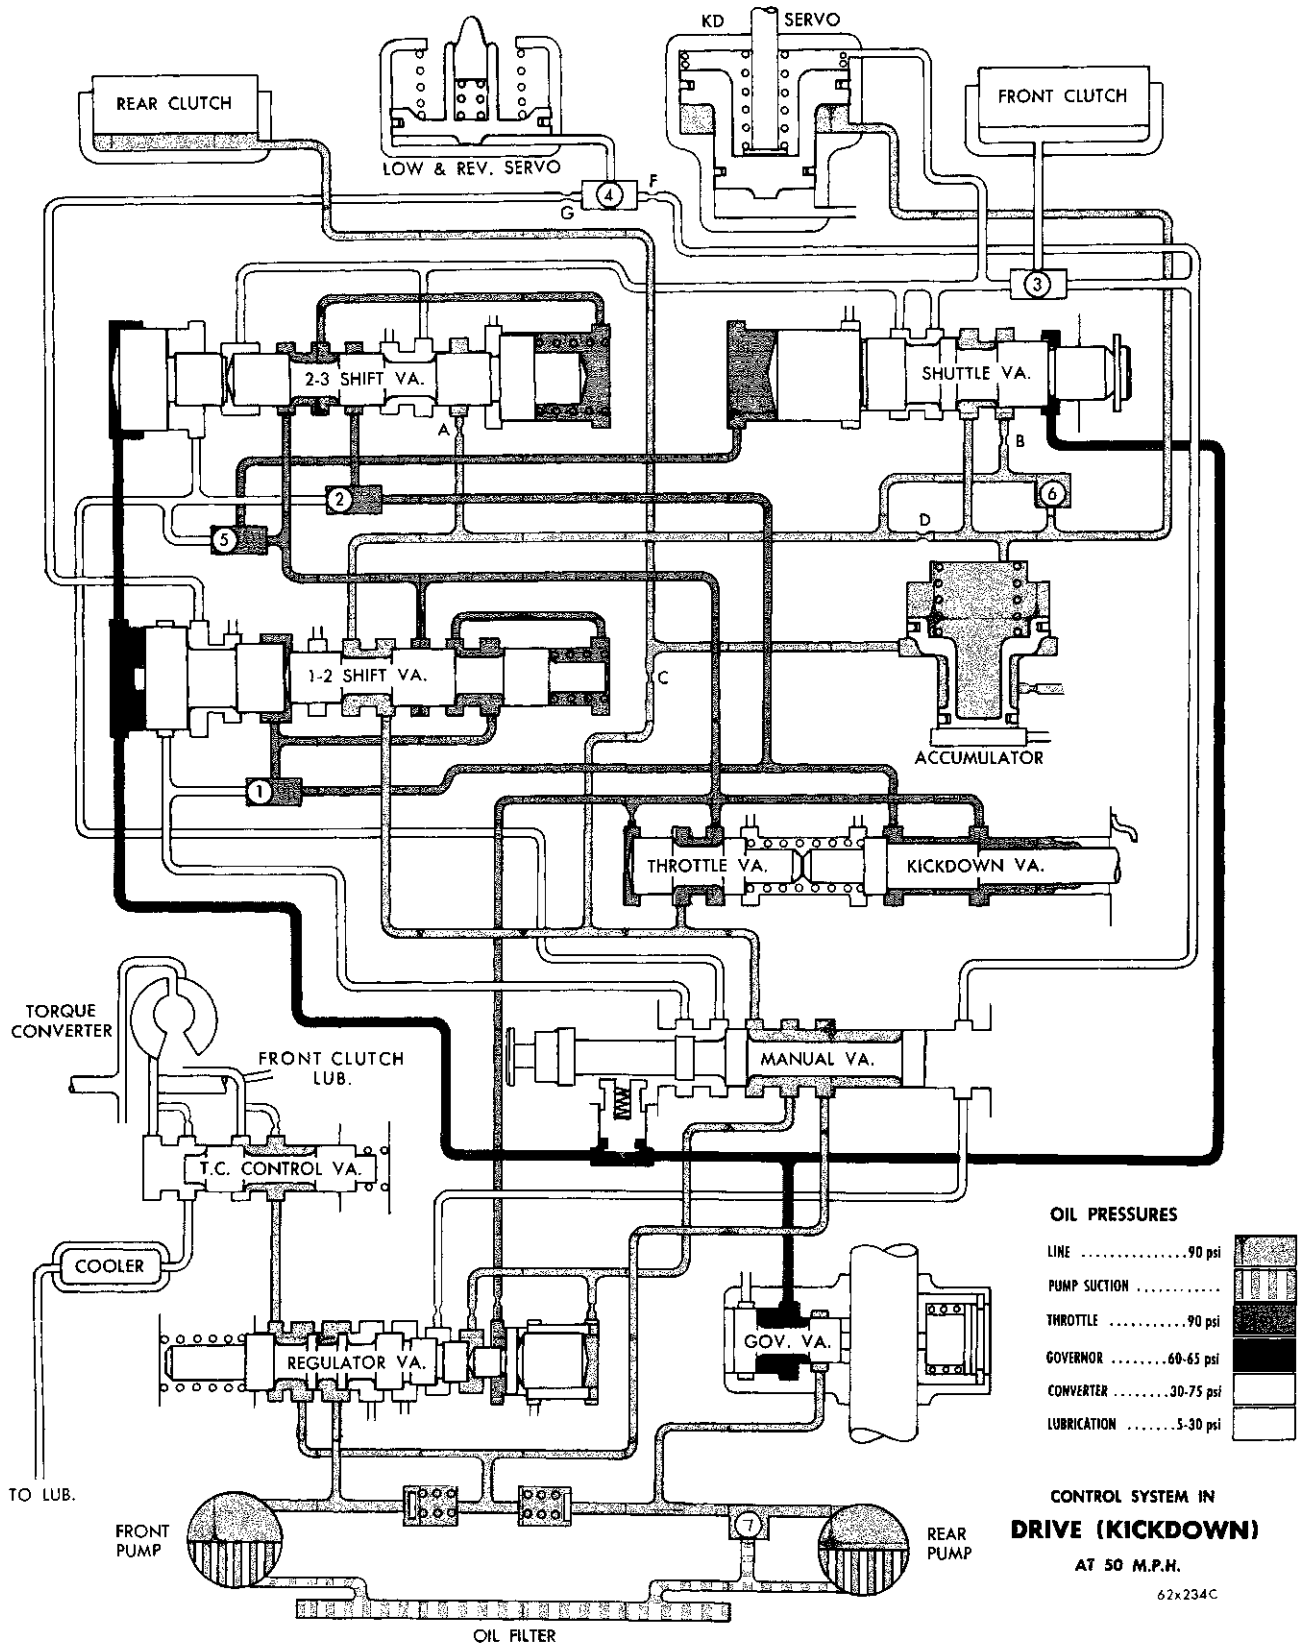 KD SERVO
REAR CLUTCH
FRONT CLUTCH
LOW & REV. SERVO
4
F
G
3
2-3 SHIFT VA.
SHUTTLE VA.
A
B
2
6
5
D
1-2 SHIFT VA.
C
ACCUMULATOR
1
THROTTLE VA.
KICKDOWN VA.
TORQUE
CONVERTER
FRONT CLUTCH
LUB.
MANUAL VA.
T.C. CONTROL VA.
COOLER
OIL PRESSURES
LINE ..............90 psi
PUMP SUCTION ...........
THROTTLE ..........90 psi
GOVERNOR .......60-65 psi
CONVERTER ........30-75 psi
LUBRICATION .......5-30 psi
GOV. VA.
REGULATOR VA.
TO LUB.
FRONT
PUMP
7
REAR
PUMP
OIL FILTER
CONTROL SYSTEM IN
DRIVE (KICKDOWN)
AT 50 M.P.H.
62x234C